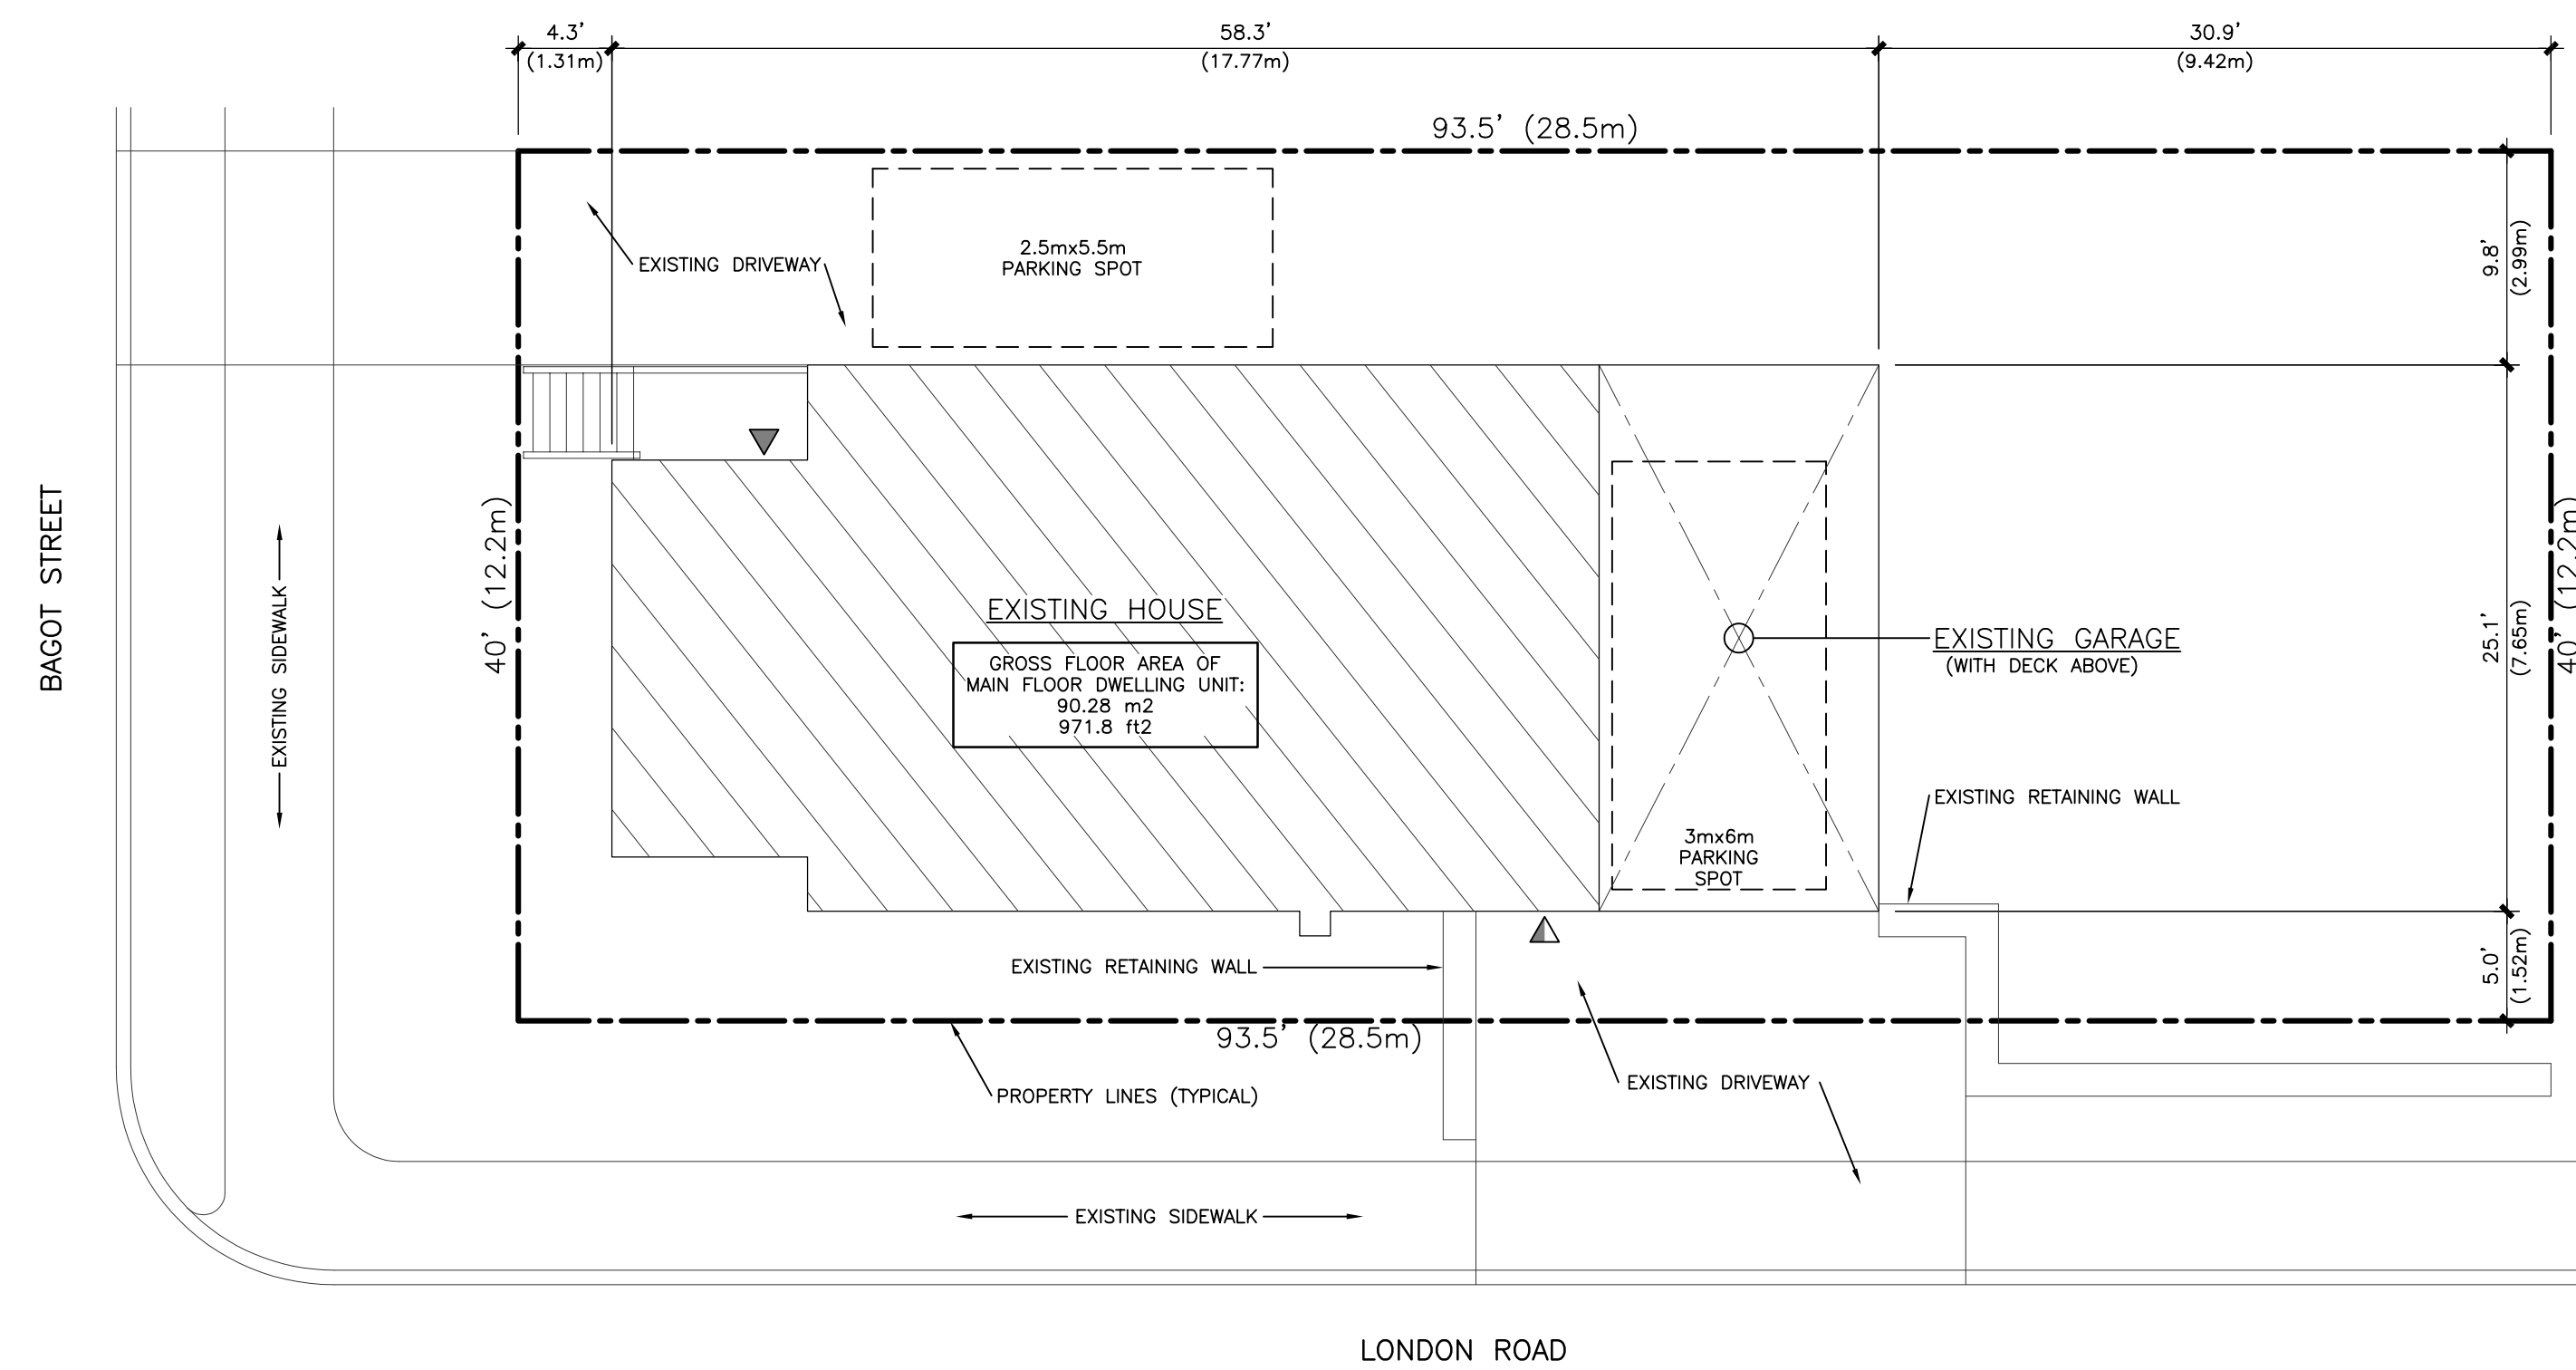 4.3'
(1.31m)
58.3'
(17.77m)
30.9'
(9.42m)
93.5' (28.5m)
2.5mx5.5m
PARKING SPOT
EXISTING DRIVEWAY
9.8'
(2.99m)
BAGOT STREET
EXISTING SIDEWALK
40' (12.2m)
EXISTING HOUSE
GROSS FLOOR AREA OF
MAIN FLOOR DWELLING UNIT:
90.28 m2
971.8 ft2
EXISTING GARAGE
(WITH DECK ABOVE)
25.1'
(7.65m)
40' (12.2m)
3mx6m
PARKING
SPOT
EXISTING RETAINING WALL
EXISTING RETAINING WALL
5.0'
(1.52m)
93.5' (28.5m)
PROPERTY LINES (TYPICAL)
EXISTING DRIVEWAY
EXISTING SIDEWALK
LONDON ROAD